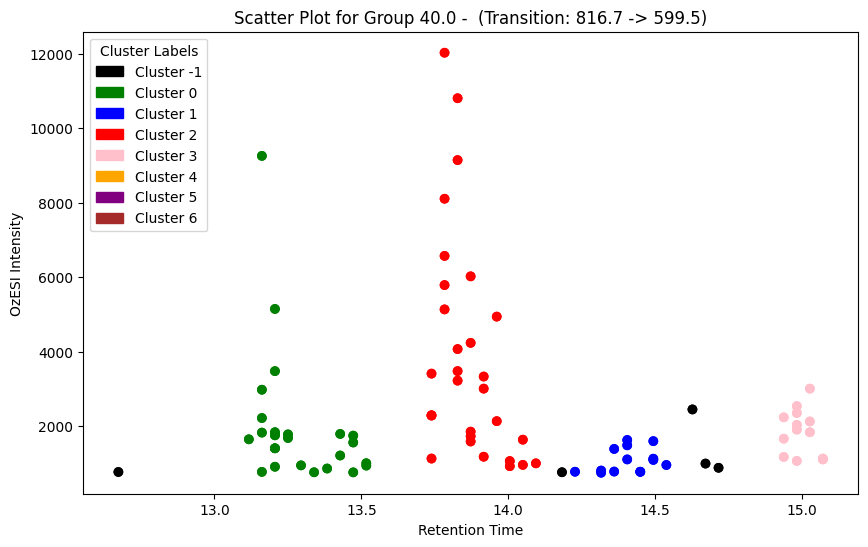 Scatter Plot for Group 40.0 -  (Transition: 816.7 -> 599.5)
Cluster Labels
Cluster -1
Cluster 0
Cluster 1
Cluster 2
Cluster 3
Cluster 4
Cluster 5
Cluster 6
OzESI Intensity
12000
10000
8000
6000
4000
2000
13.0
13.5
14.0
14.5
15.0
Retention Time